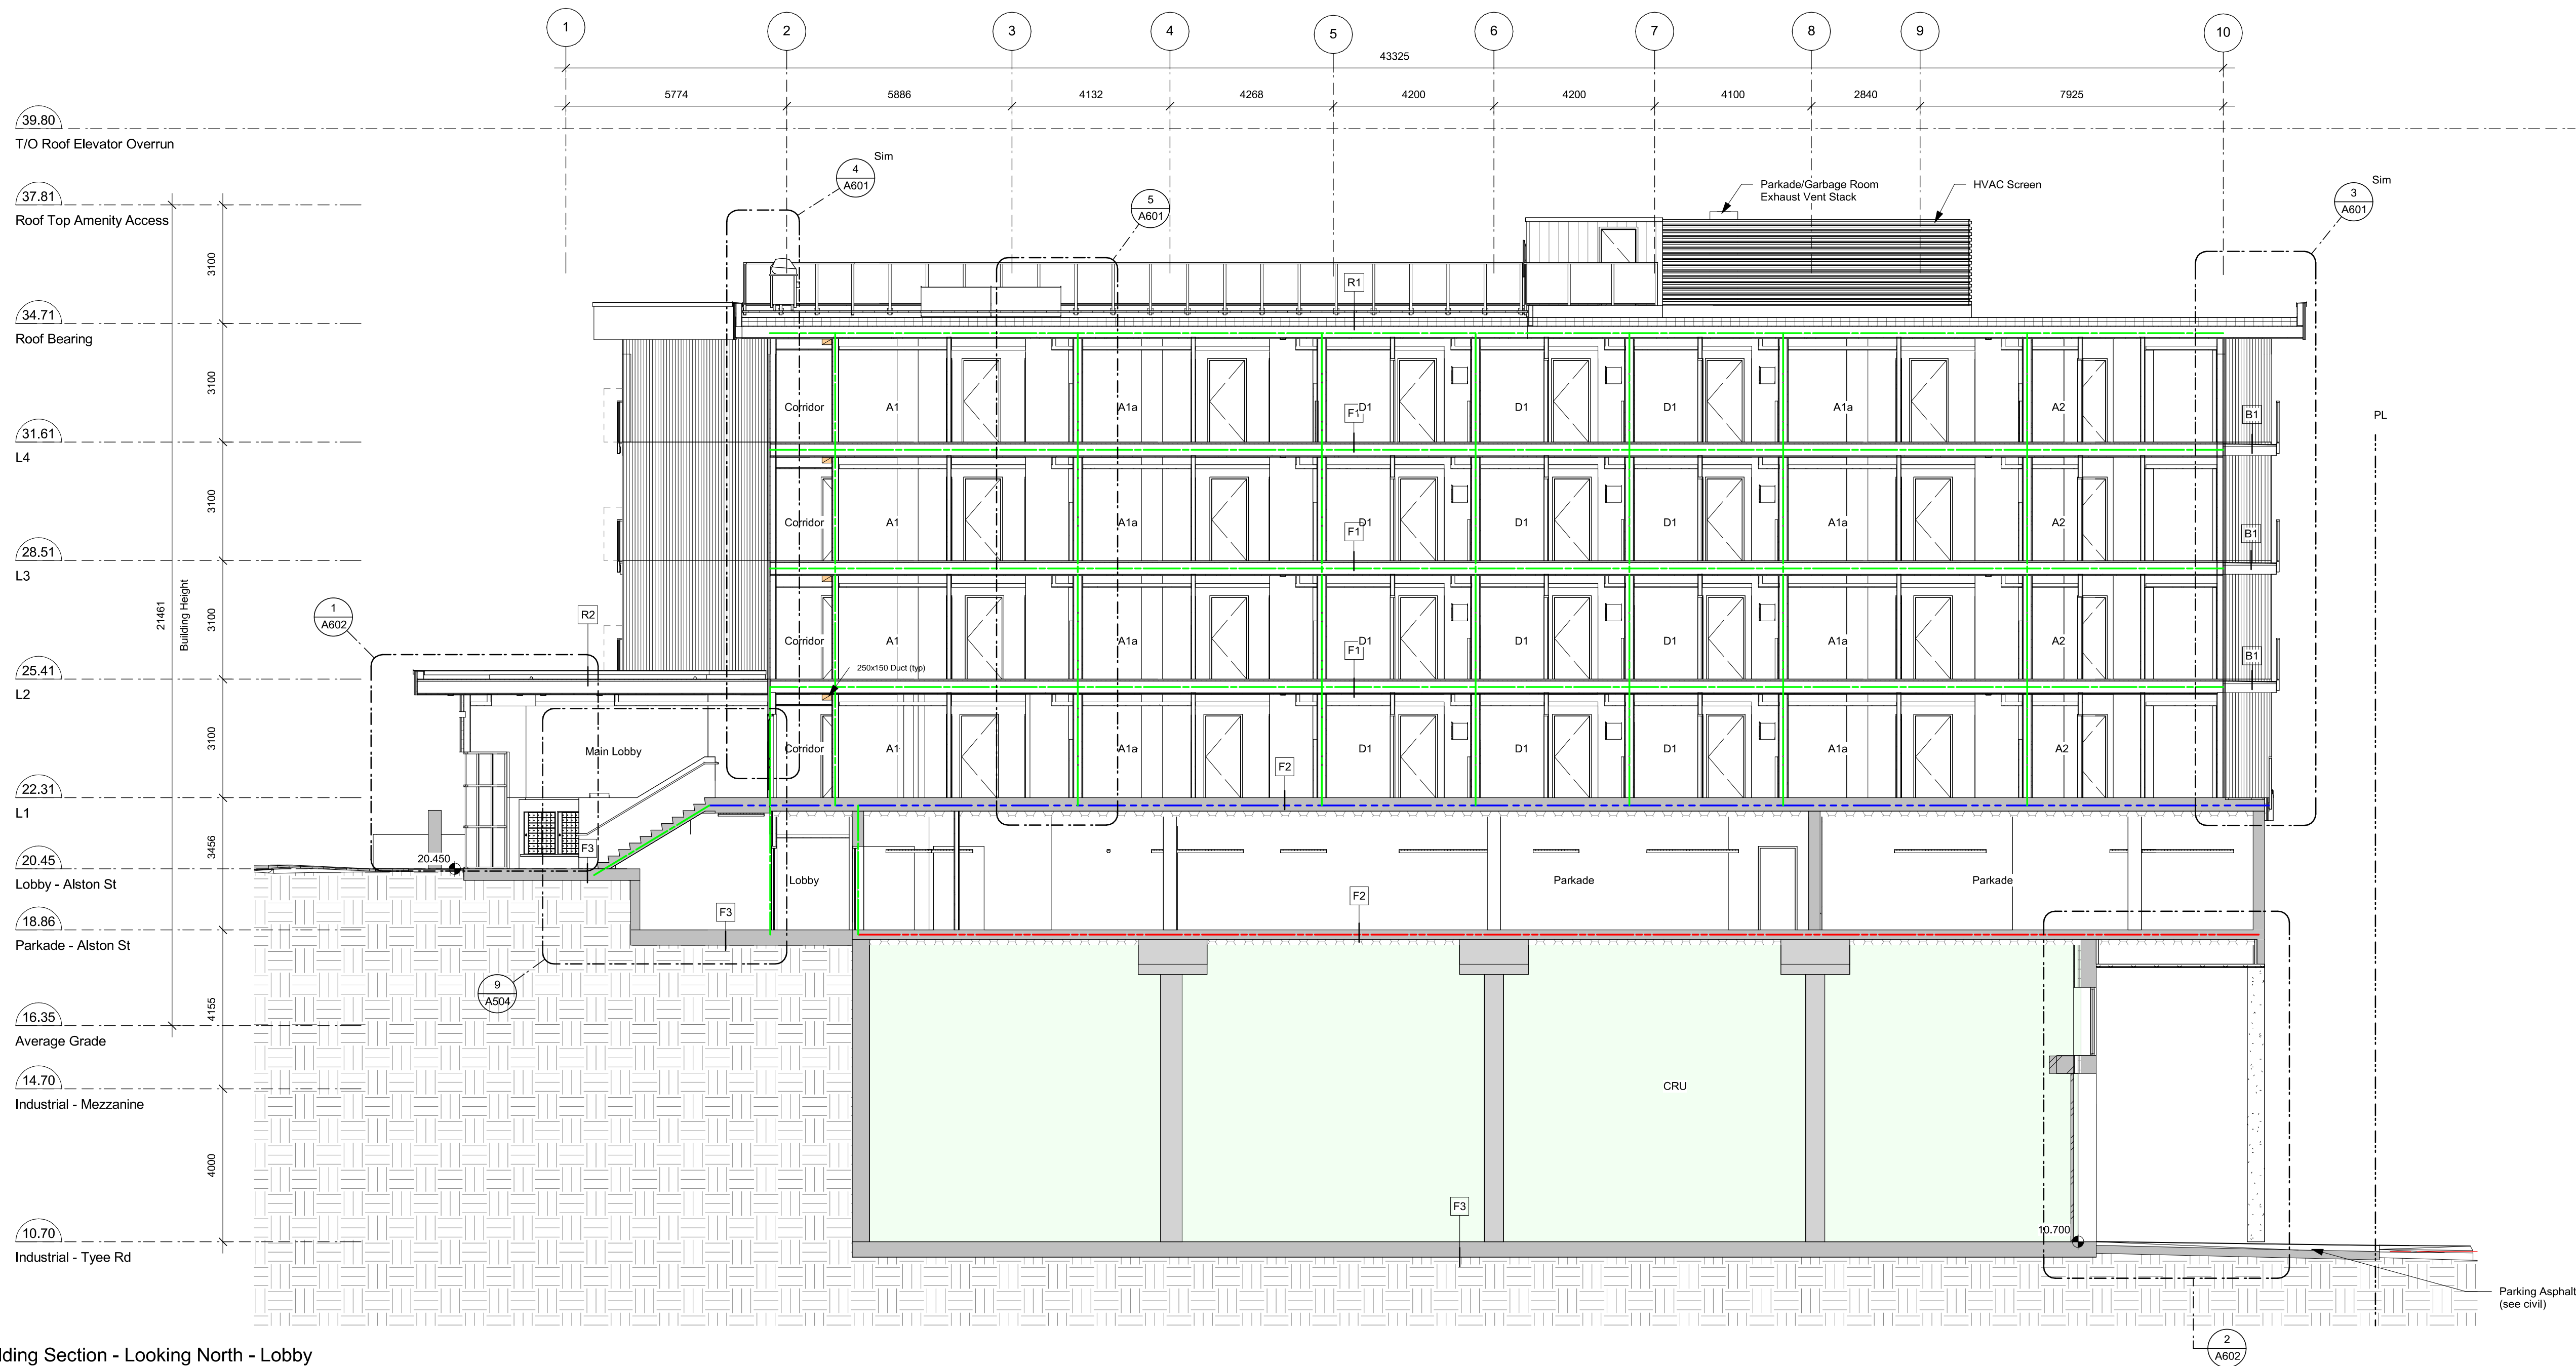 1
2
3
4
5
6
7
8
9
10
43325
5774
5886
4132
4268
4200
4200
4100
2840
7925
39.80
T/O Roof Elevator Overrun
4
A601
Sim
5
A601
Parkade/Garbage Room
Exhaust Vent Stack
HVAC Screen
3
A601
Sim
37.81
Roof Top Amenity Access
3100
R1
34.71
Roof Bearing
3100
Corridor
A1
A1a
F1
D1
D1
D1
A1a
A2
B1
PL
31.61
L4
3100
Corridor
A1
A1a
F1
D1
D1
D1
A1a
A2
B1
28.51
L3
21461
Building Height
3100
1
A602
R2
Corridor
A1
A1a
F1
D1
D1
D1
A1a
A2
B1
250x150 Duct (typ)
25.41
L2
3100
Main Lobby
Corridor
A1
A1a
D1
D1
D1
A1a
A2
F2
22.31
L1
3456
20.450
F3
20.45
Lobby - Alston St
Lobby
Parkade
Parkade
F3
F2
18.86
Parkade - Alston St
9
A504
4155
16.35
Average Grade
14.70
Industrial - Mezzanine
CRU
4000
F3
10.700
10.70
Industrial - Tyee Rd
Parking Asphalt
(see civil)
2
A602
lding Section - Looking North - Lobby